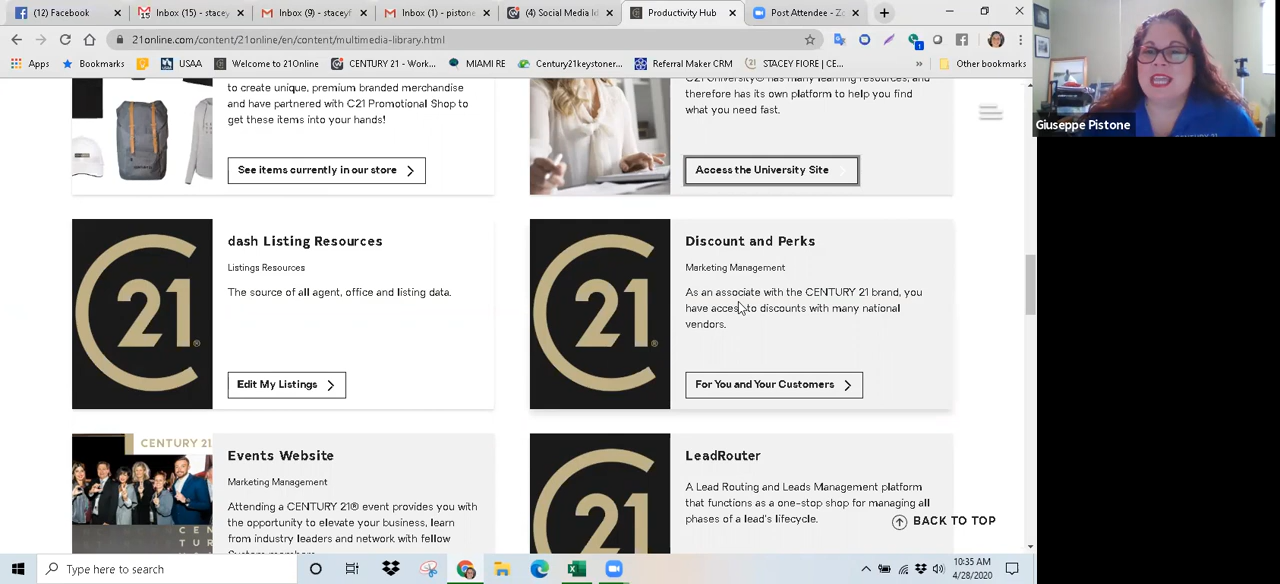 (12) Facebook
Inbox (15) - stacey
Inbox (9) - staceyf
Inbox (1) - pistone
(4) Social Media I
Productivity Hub
Post Attendee - Zo
21online.com/content/21online/en/content/multimedia-library.html
Apps
Bookmarks
USAA
Welcome to 21Online
CENTURY 21 - Work...
MIAMI RE
Century21keystoner...
Referral Maker CRM
STACEY FIORE | CE...
»
Other bookmarks
Giuseppe Pistone
to create unique, premium branded merchandise
and have partnered with C21 Promotional Shop to
get these items into your hands!
See items currently in our store
C21 University® has many learning resources, and
therefore has its own platform to help you find
what you need fast.
Access the University Site
C21®
dash Listing Resources
Listings Resources
The source of all agent, office and listing data.
Edit My Listings
C21®
Discount and Perks
Marketing Management
As an associate with the CENTURY 21 brand, you
have access to discounts with many national
vendors.
For You and Your Customers
CENTURY 21
CEN
TUR
Events Website
Marketing Management
Attending a CENTURY 21® event provides you with
the opportunity to elevate your business, learn
from industry leaders and network with fellow
System members.
C21
LeadRouter
A Lead Routing and Leads Management platform
that functions as a one-stop shop for managing all
phases of a lead's lifecycle.
BACK TO TOP
Type here to search
10:35 AM
4/28/2020